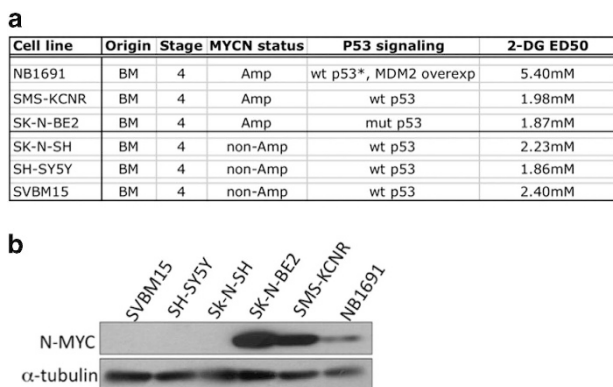 a
Cell line Origin Stage MYCN status P53 signaling 2-DG ED50
NB1691 BM 4 Amp wt p53*, MDM2 overexp 5.40mM
SMS-KCNR BM 4 Amp wt p53 1.98mM
SK-N-BE2 BM 4 Amp mut p53 1.87mM
SK-N-SH BM 4 non-Amp wt p53 2.23mM
SH-SY5Y BM 4 non-Amp wt p53 1.86mM
SVBM15 BM 4 non-Amp wt p53 2.40mM
b
SVBM15 SH-SY5Y Sk-N-SH SK-N-BE2 SMS-KCNR NB1691
N-MYC
α-tubulin